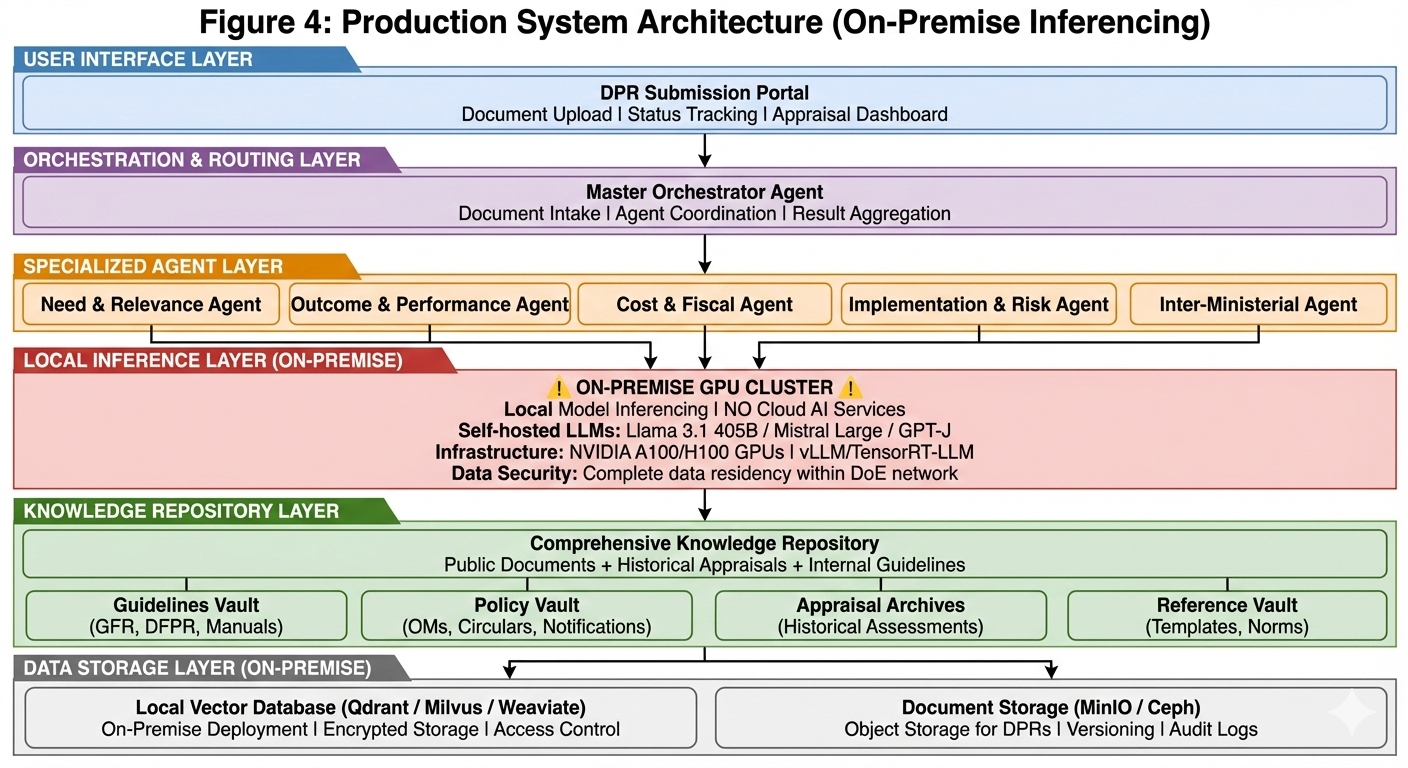 Figure 4: Production System Architecture (On-Premise Inferencing)
USER INTERFACE LAYER
DPR Submission Portal
Document Upload | Status Tracking | Appraisal Dashboard
ORCHESTRATION & ROUTING LAYER
Master Orchestrator Agent
Document Intake | Agent Coordination | Result Aggregation
SPECIALIZED AGENT LAYER
Need & Relevance Agent
Outcome & Performance Agent
Cost & Fiscal Agent
Implementation & Risk Agent
Inter-Ministerial Agent
LOCAL INFERENCE LAYER (ON-PREMISE)
⚠️ ON-PREMISE GPU CLUSTER ⚠️
Local Model Inferencing | NO Cloud AI Services
Self-hosted LLMs: Llama 3.1 405B / Mistral Large / GPT-J
Infrastructure: NVIDIA A100/H100 GPUs | vLLM/TensorRT-LLM
Data Security: Complete data residency within DoE network
KNOWLEDGE REPOSITORY LAYER
Comprehensive Knowledge Repository
Public Documents + Historical Appraisals + Internal Guidelines
Guidelines Vault
(GFR, DFPR, Manuals)
Policy Vault
(OMs, Circulars, Notifications)
Appraisal Archives
(Historical Assessments)
Reference Vault
(Templates, Norms)
DATA STORAGE LAYER (ON-PREMISE)
Local Vector Database (Qdrant / Milvus / Weaviate)
On-Premise Deployment | Encrypted Storage | Access Control
Document Storage (MinIO / Ceph)
Object Storage for DPRs | Versioning | Audit Logs